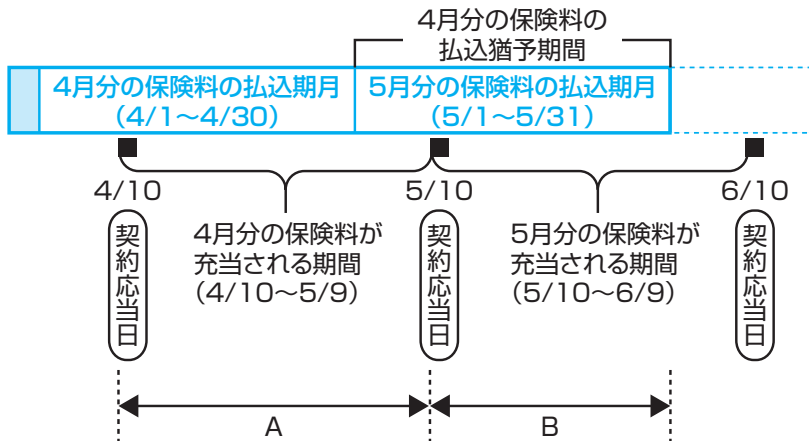 4月分の保険料の
払込猶予期間
4月分の保険料の払込期月
（4/1〜4/30）
5月分の保険料の払込期月
（5/1〜5/31）
4/10
5/10
6/10
契約応当日
4月分の保険料が
充当される期間
（4/10〜5/9）
契約応当日
5月分の保険料が
充当される期間
（5/10〜6/9）
契約応当日
A
B